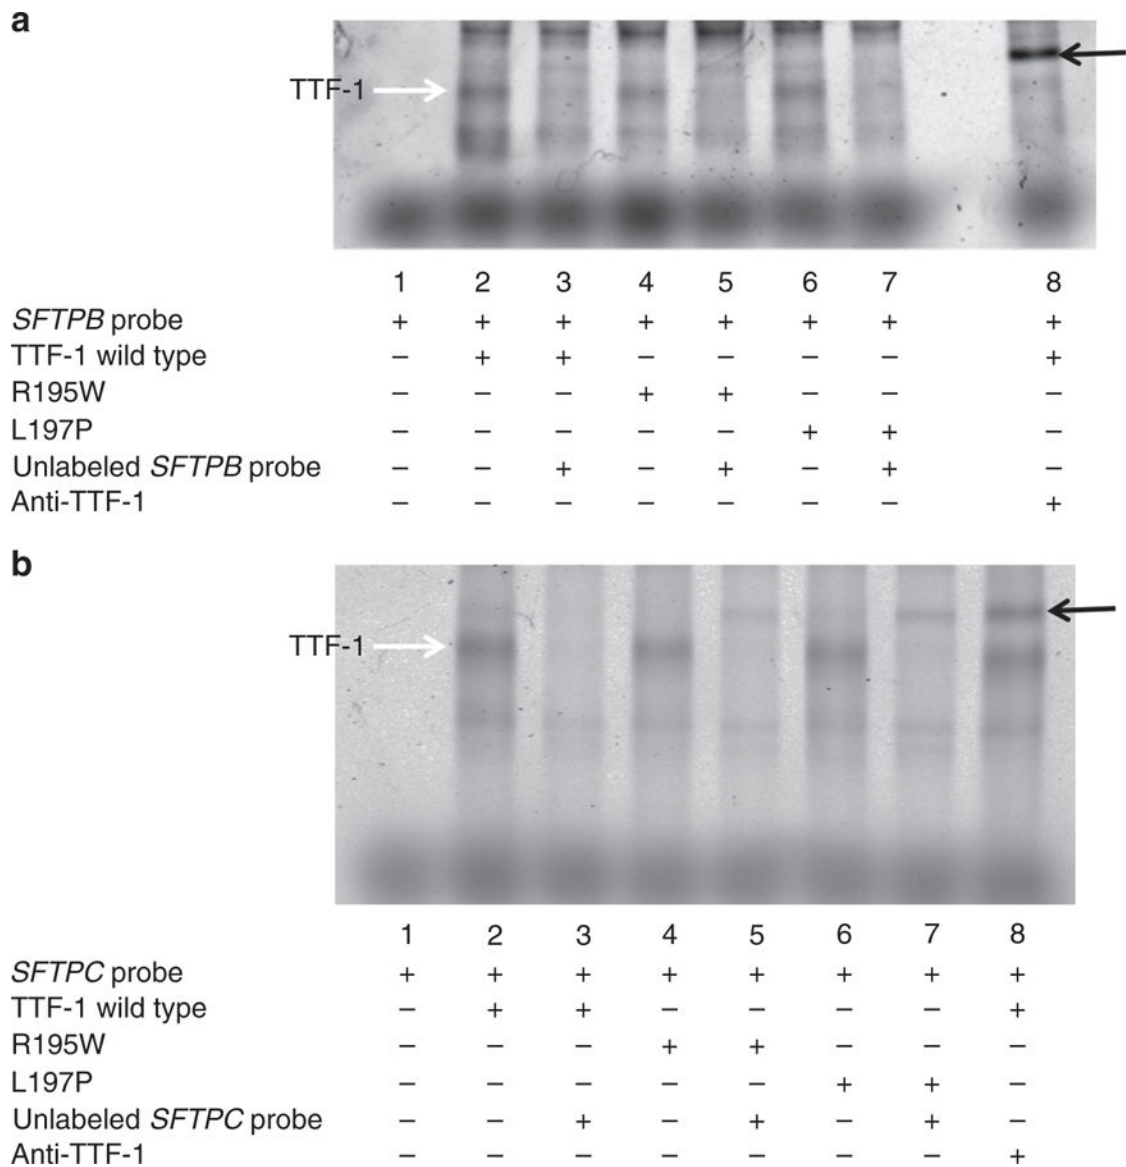 a
TTF-1
1 2 3 4 5 6 7 8
SFTPB probe + + + + + + + +
TTF-1 wild type – + + – – – – +
R195W – – – + + – – –
L197P – – – – – + + –
Unlabeled SFTPB probe – – + – + – + –
Anti-TTF-1 – – – – – – – +
b
TTF-1
1 2 3 4 5 6 7 8
SFTPC probe + + + + + + + +
TTF-1 wild type – + + – – – – +
R195W – – – + + – – –
L197P – – – – – + + –
Unlabeled SFTPC probe – – + – + – + –
Anti-TTF-1 – – – – – – – +